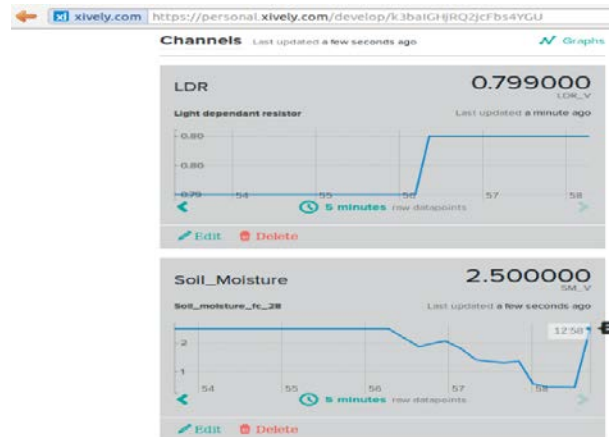 xively.com https://personal.xively.com/develop/k3baIGHJRQ2jcFbs4YGU
Channels Last updated a few seconds ago Graphs
LDR 0.799000
LDR_V
Light dependant resistor Last updated a minute ago
0.80
0.80
0.79 54 55 56 57 58
5 minutes raw datapoints
Edit Delete
Soil_Moisture 2.500000
SM_V
Soil_moisture_fc_28 Last updated a few seconds ago
12:58
2
1
54 55 56 57 58
5 minutes raw datapoints
Edit Delete